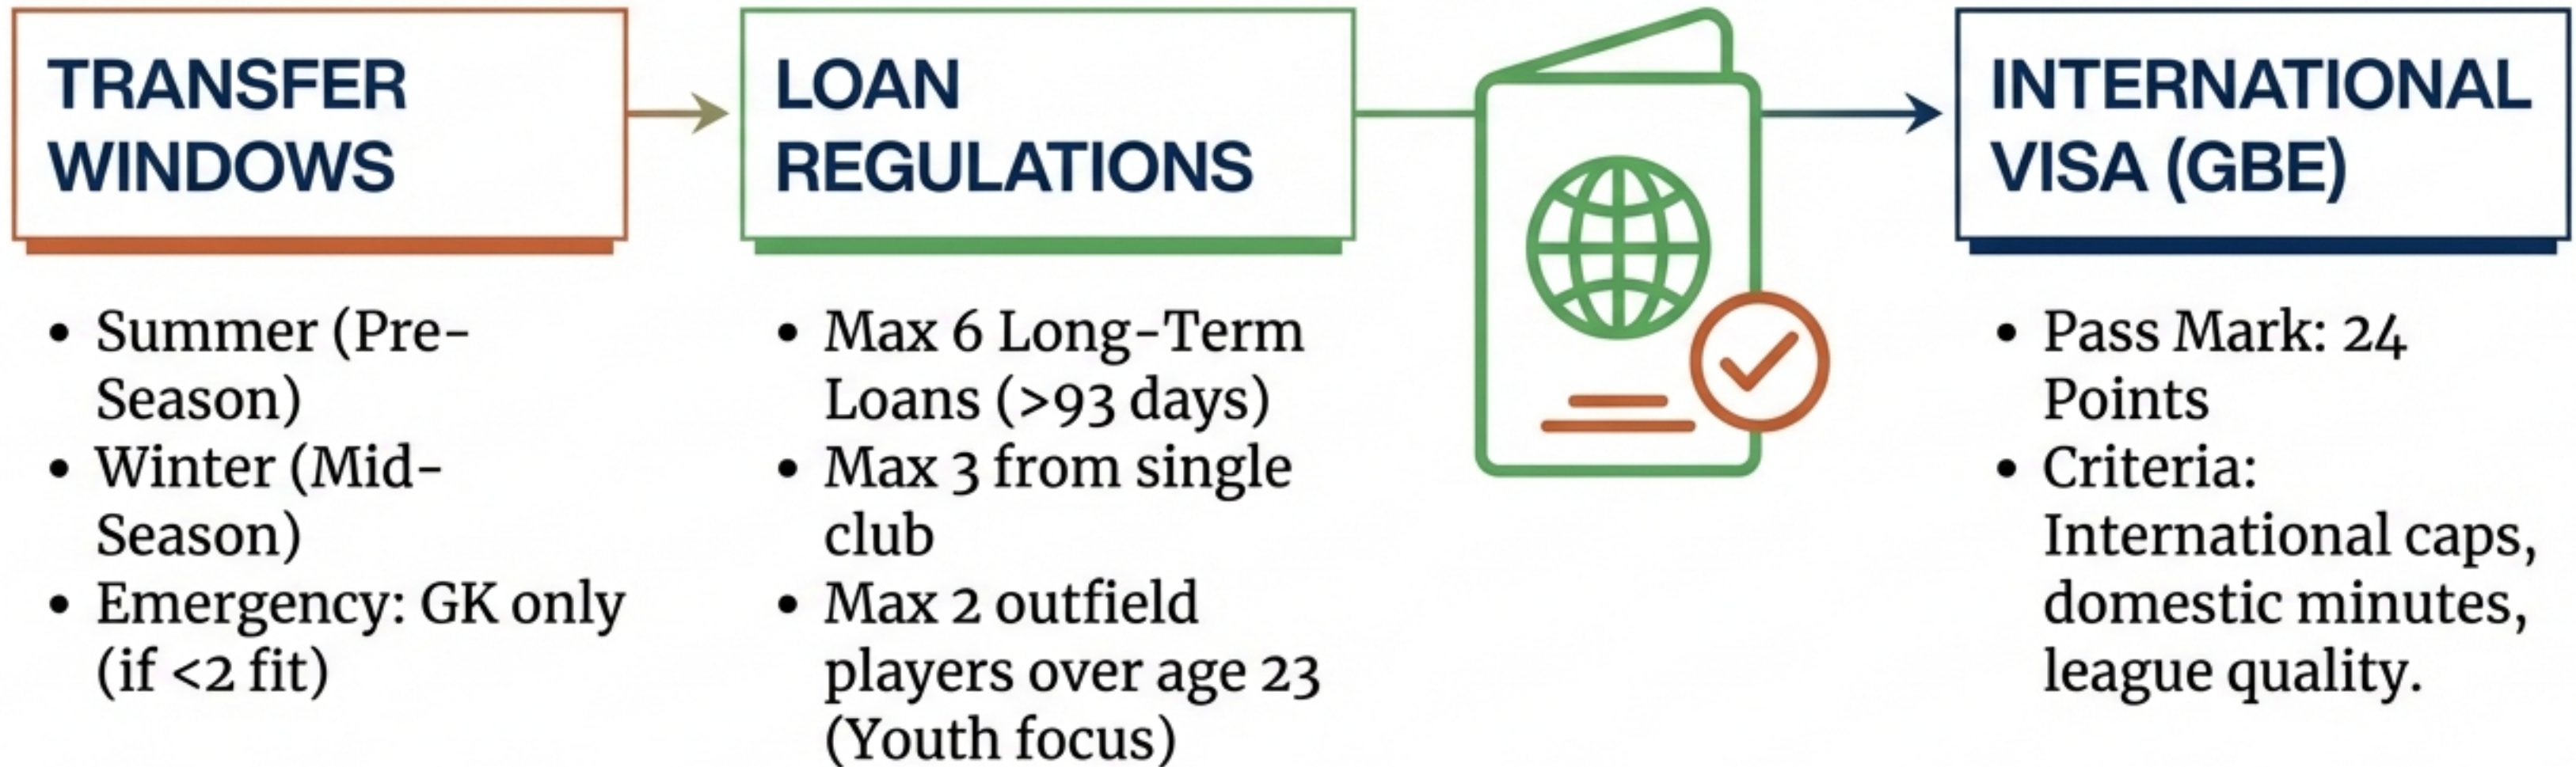 TRANSFER
WINDOWS
• Summer (Pre-
Season)
• Winter (Mid-
Season)
• Emergency: GK only
(if <2 fit)
LOAN
REGULATIONS
• Max 6 Long-Term
Loans (>93 days)
• Max 3 from single
club
• Max 2 outfield
players over age 23
(Youth focus)
INTERNATIONAL
VISA (GBE)
• Pass Mark: 24
Points
• Criteria:
International caps,
domestic minutes,
league quality.